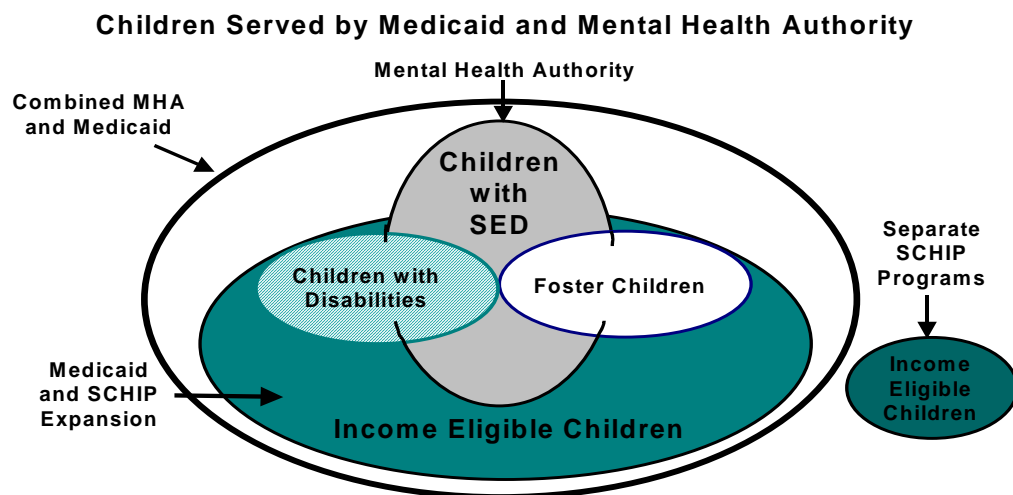 Children Served by Medicaid and Mental Health Authority
Mental Health Authority
Combined MHA
and Medicaid
Children
with
SED
Separate
SCHIP
Programs
Children with
Disabilities
Foster Children
Medicaid
and SCHIP
Expansion
Income Eligible Children
Income
Eligible
Children